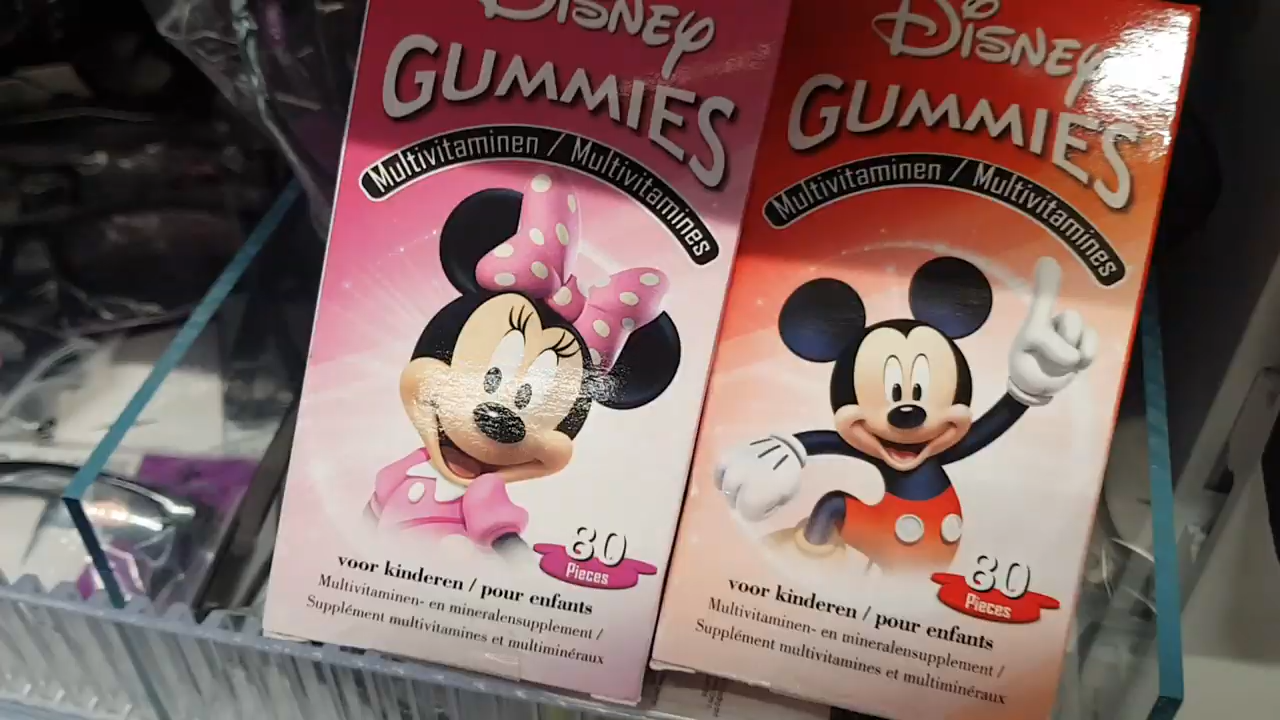 Disney
GUMMIES
Multivitaminen / Multivitamines
80
Pieces
voor kinderen / pour enfants
Multivitaminen- en mineralensupplement /
Supplément multivitamines et multiminéraux
Disney
GUMMIES
Multivitaminen / Multivitamines
80
Pieces
voor kinderen / pour enfants
Multivitaminen- en mineralensupplement /
Supplément multivitamines et multiminéraux